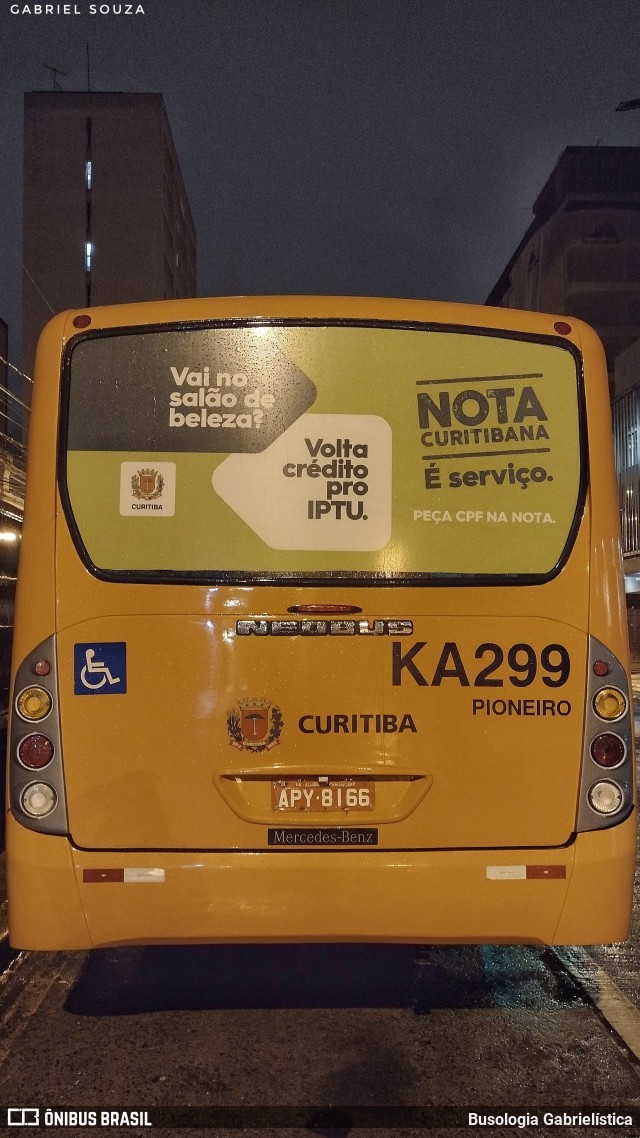 GABRIEL SOUZA
Vai no
salão de
beleza?
Volta
crédito
pro
IPTU.
NOTA
CURITIBANA
É serviço.
PEÇA CPF NA NOTA.
CURITIBA
NEOBUS
KA299
PIONEIRO
CURITIBA
APY-8166
Mercedes-Benz
ÔNIBUS BRASIL
Busologia Gabrielística